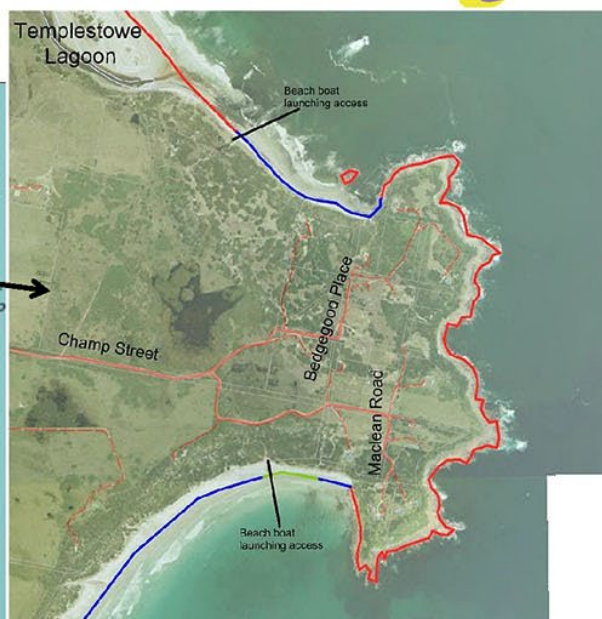 Templestowe
Lagoon
Beach boat
launching access
Bedgegood Place
Champ Street
Maclean Road
Beach boat
launching access